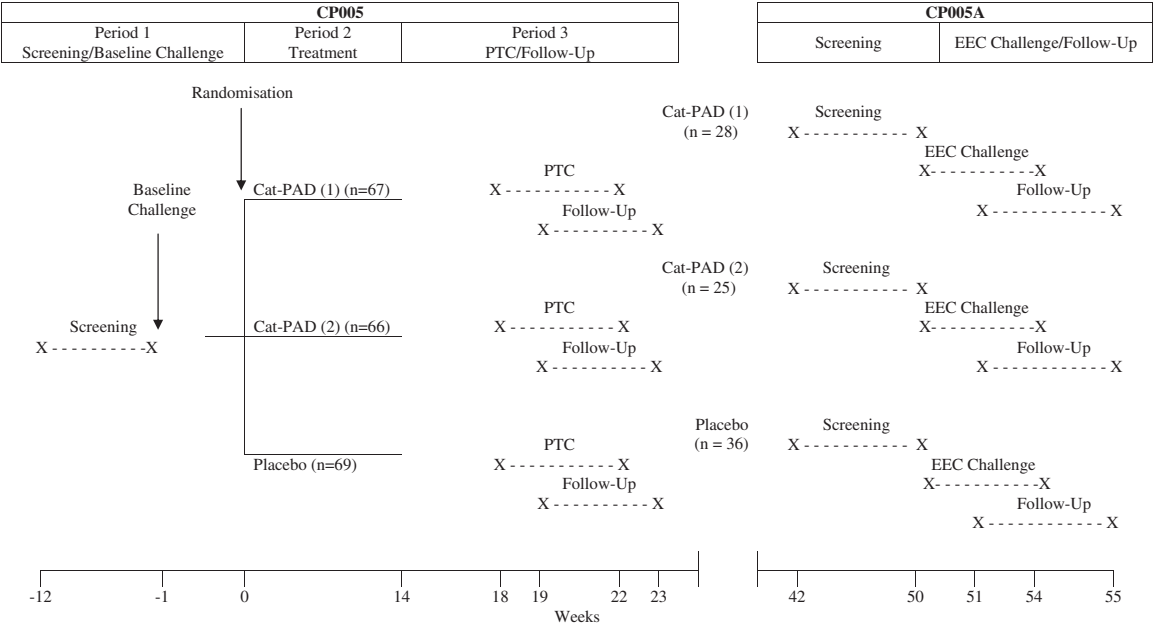 CP005
Period 1
Screening/Baseline Challenge
Period 2
Treatment
Period 3
PTC/Follow-Up
CP005A
Screening
EEC Challenge/Follow-Up
Randomisation
Baseline
Challenge
Screening
X - - - - - - - - - -X
Cat-PAD (1) (n=67)
PTC
X - - - - - - - - - - - X
Follow-Up
X - - - - - - - - - - X
Cat-PAD (1)
(n = 28)
Screening
X - - - - - - - - - - - X
EEC Challenge
X- - - - - - - - - - -X
Follow-Up
X - - - - - - - - - - - - X
Cat-PAD (2) (n=66)
PTC
X - - - - - - - - - - - X
Follow-Up
X - - - - - - - - - - X
Cat-PAD (2)
(n = 25)
Screening
X - - - - - - - - - - - X
EEC Challenge
X- - - - - - - - - - -X
Follow-Up
X - - - - - - - - - - - - X
Placebo (n=69)
PTC
X - - - - - - - - - - - X
Follow-Up
X - - - - - - - - - - X
Placebo
(n = 36)
Screening
X - - - - - - - - - - - X
EEC Challenge
X- - - - - - - - - - -X
Follow-Up
X - - - - - - - - - - - - X
-12 -1 0 14 18 19 22 23 42 50 51 54 55
Weeks